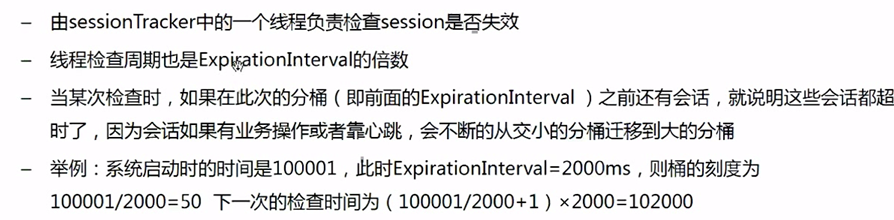 – 由sessionTracker中的一个线程负责检查session是否失效
– 线程检查周期也是ExpirationInterval的倍数
– 当某次检查时，如果在此次的分桶（即前面的ExpirationInterval ）之前还有会话，就说明这些会话都超
时了，因为会话如果有业务操作或者靠心跳，会不断的从交小的分桶迁移到大的分桶
– 举例：系统启动时的时间是100001，此时ExpirationInterval=2000ms，则桶的刻度为
100001/2000=50 下一次的检查时间为（100001/2000+1）×2000=102000